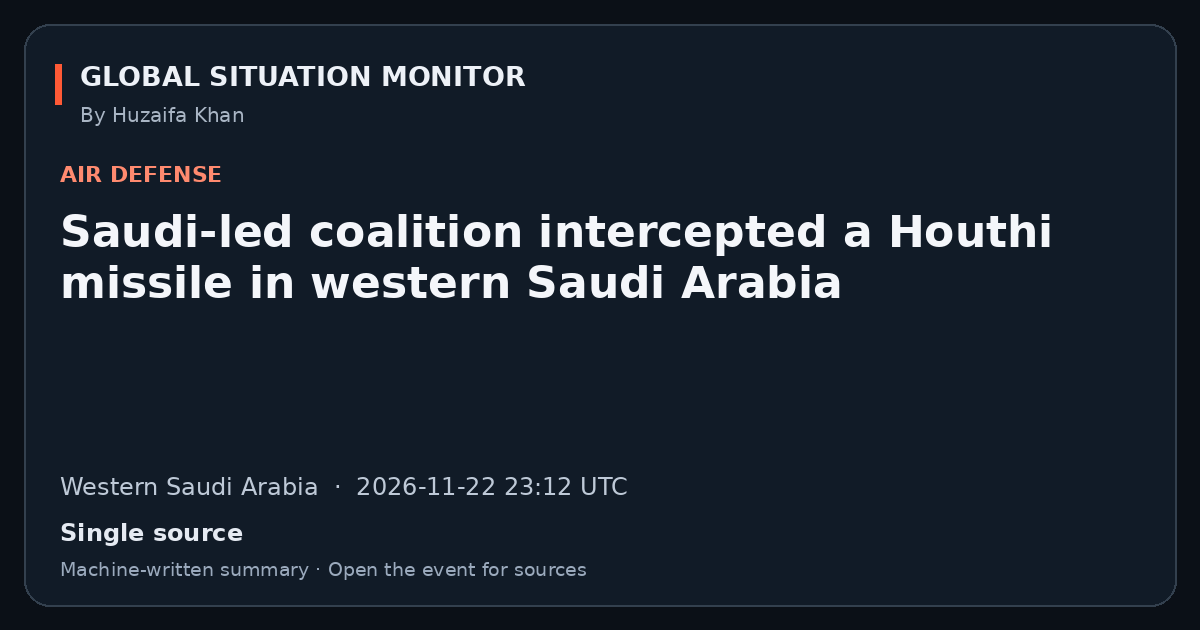 GLOBAL SITUATION MONITOR
By Huzaifa Khan
AIR DEFENSE
Saudi-led coalition intercepted a Houthi
missile in western Saudi Arabia
Western Saudi Arabia · 2026-11-22 23:12 UTC
Single source
Machine-written summary · Open the event for sources